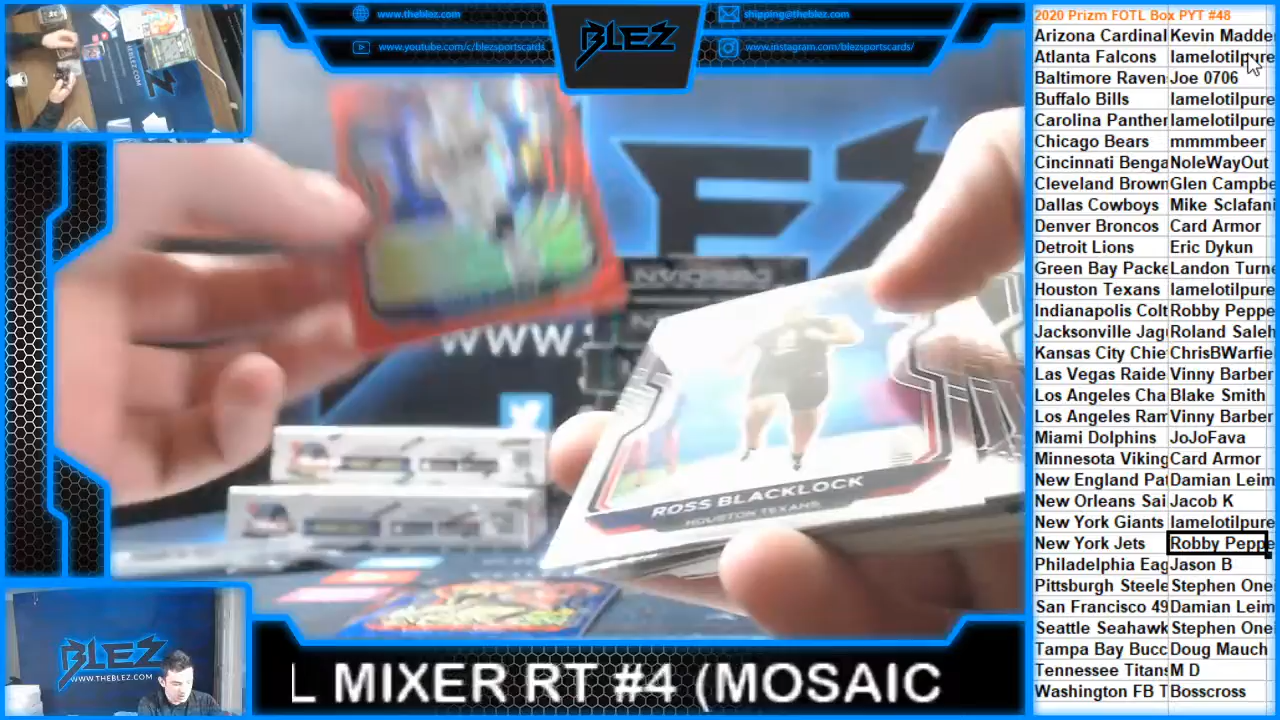 www.theblez.com
shipping@theblez.com
www.youtube.com/c/blezsportscards
www.instagram.com/blezsportscards/
BLEZ
2020 Prizm FOTL Box PYT #48
Arizona Cardinal Kevin Madde
Atlanta Falcons Iamelotilpure
Baltimore Raven Joe 0706
Buffalo Bills Iamelotilpure
Carolina Panther Iamelotilpure
Chicago Bears mmmmbeer
Cincinnati Benga NoleWayOut
Cleveland Brown Glen Campbe
Dallas Cowboys Mike Sclafani
Denver Broncos Card Armor
Detroit Lions Eric Dykun
Green Bay Packe Landon Turne
Houston Texans Iamelotilpure
Indianapolis Colt Robby Peppe
Jacksonville Jagu Roland Saleh
Kansas City Chie ChrisBWarfie
Las Vegas Raide Vinny Barber
Los Angeles Cha Blake Smith
Los Angeles Ram Vinny Barber
Miami Dolphins JoJoFava
Minnesota Viking Card Armor
New England Pat Damian Leim
New Orleans Sai Jacob K
New York Giants Iamelotilpure
New York Jets Robby Peppe
Philadelphia Eag Jason B
Pittsburgh Steele Stephen One
San Francisco 49 Damian Leim
Seattle Seahawk Stephen One
Tampa Bay Bucc Doug Mauch
Tennessee Titans M D
Washington FB T Bosscross
WWW.
ROSS BLACKLOCK
HOUSTON TEXANS
BLEZ
WWW.THEBLEZ.COM
L MIXER RT #4 (MOSAIC